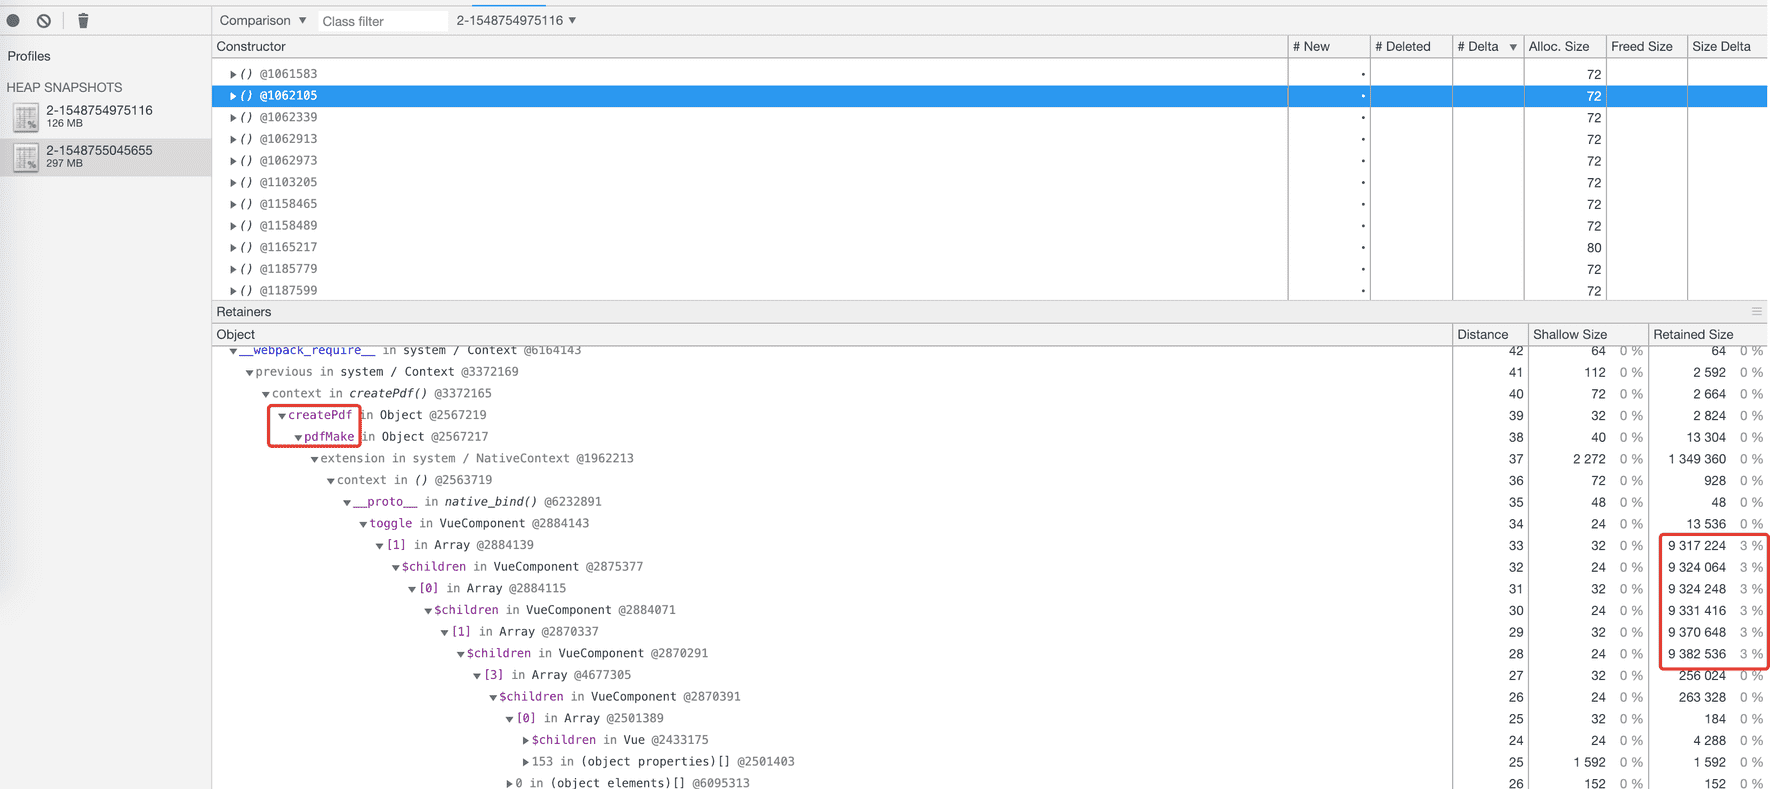 Comparison ▼ Class filter 2-1548754975116 ▼
Profiles
HEAP SNAPSHOTS
2-1548754975116
126 MB
2-1548755045655
297 MB
Constructor # New # Deleted # Delta ▼ Alloc. Size Freed Size Size Delta
▶() @1061583 • 72
▶() @1062105 • 72
▶() @1062339 • 72
▶() @1062913 • 72
▶() @1062973 • 72
▶() @1103205 • 72
▶() @1158465 • 72
▶() @1158489 • 72
▶() @1165217 • 80
▶() @1185779 • 72
▶() @1187599 • 72
Retainers
Object Distance Shallow Size Retained Size
▼__webpack_require__ in system / Context @6164143 42 64 0 % 64 0 %
▼previous in system / Context @3372169 41 112 0 % 2 592 0 %
▼context in createPdf() @3372165 40 72 0 % 2 664 0 %
▼createPdf in Object @2567219 39 32 0 % 2 824 0 %
▼pdfMake in Object @2567217 38 40 0 % 13 304 0 %
▼extension in system / NativeContext @1962213 37 2 272 0 % 1 349 360 0 %
▼context in () @2563719 36 72 0 % 928 0 %
▼__proto__ in native_bind() @6232891 35 48 0 % 48 0 %
▼toggle in VueComponent @2884143 34 24 0 % 13 536 0 %
▼[1] in Array @2884139 33 32 0 % 9 317 224 3 %
▼$children in VueComponent @2875377 32 24 0 % 9 324 064 3 %
▼[0] in Array @2884115 31 32 0 % 9 324 248 3 %
▼$children in VueComponent @2884071 30 24 0 % 9 331 416 3 %
▼[1] in Array @2870337 29 32 0 % 9 370 648 3 %
▼$children in VueComponent @2870291 28 24 0 % 9 382 536 3 %
▼[3] in Array @4677305 27 32 0 % 256 024 0 %
▼$children in VueComponent @2870391 26 24 0 % 263 328 0 %
▼[0] in Array @2501389 25 32 0 % 184 0 %
▶$children in Vue @2433175 24 24 0 % 4 288 0 %
▶153 in (object properties)[] @2501403 25 1 592 0 % 1 592 0 %
▶0 in (object elements)[] @6095313 26 152 0 % 152 0 %